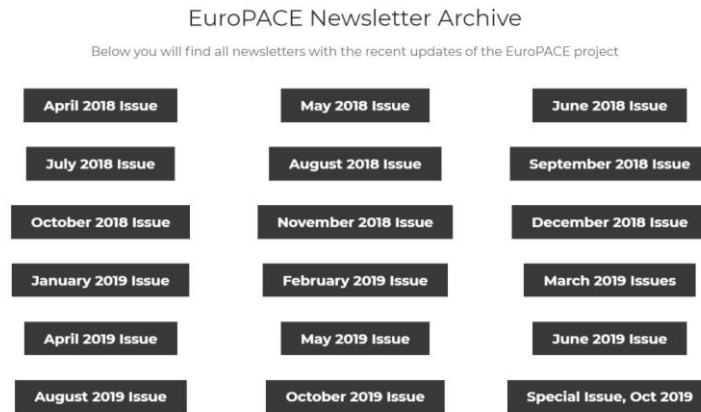 EuroPACE Newsletter Archive
Below you will find all newsletters with the recent updates of the EuroPACE project
April 2018 Issue
May 2018 Issue
June 2018 Issue
July 2018 Issue
August 2018 Issue
September 2018 Issue
October 2018 Issue
November 2018 Issue
December 2018 Issue
January 2019 Issue
February 2019 Issue
March 2019 Issues
April 2019 Issue
May 2019 Issue
June 2019 Issue
August 2019 Issue
October 2019 Issue
Special Issue, Oct 2019